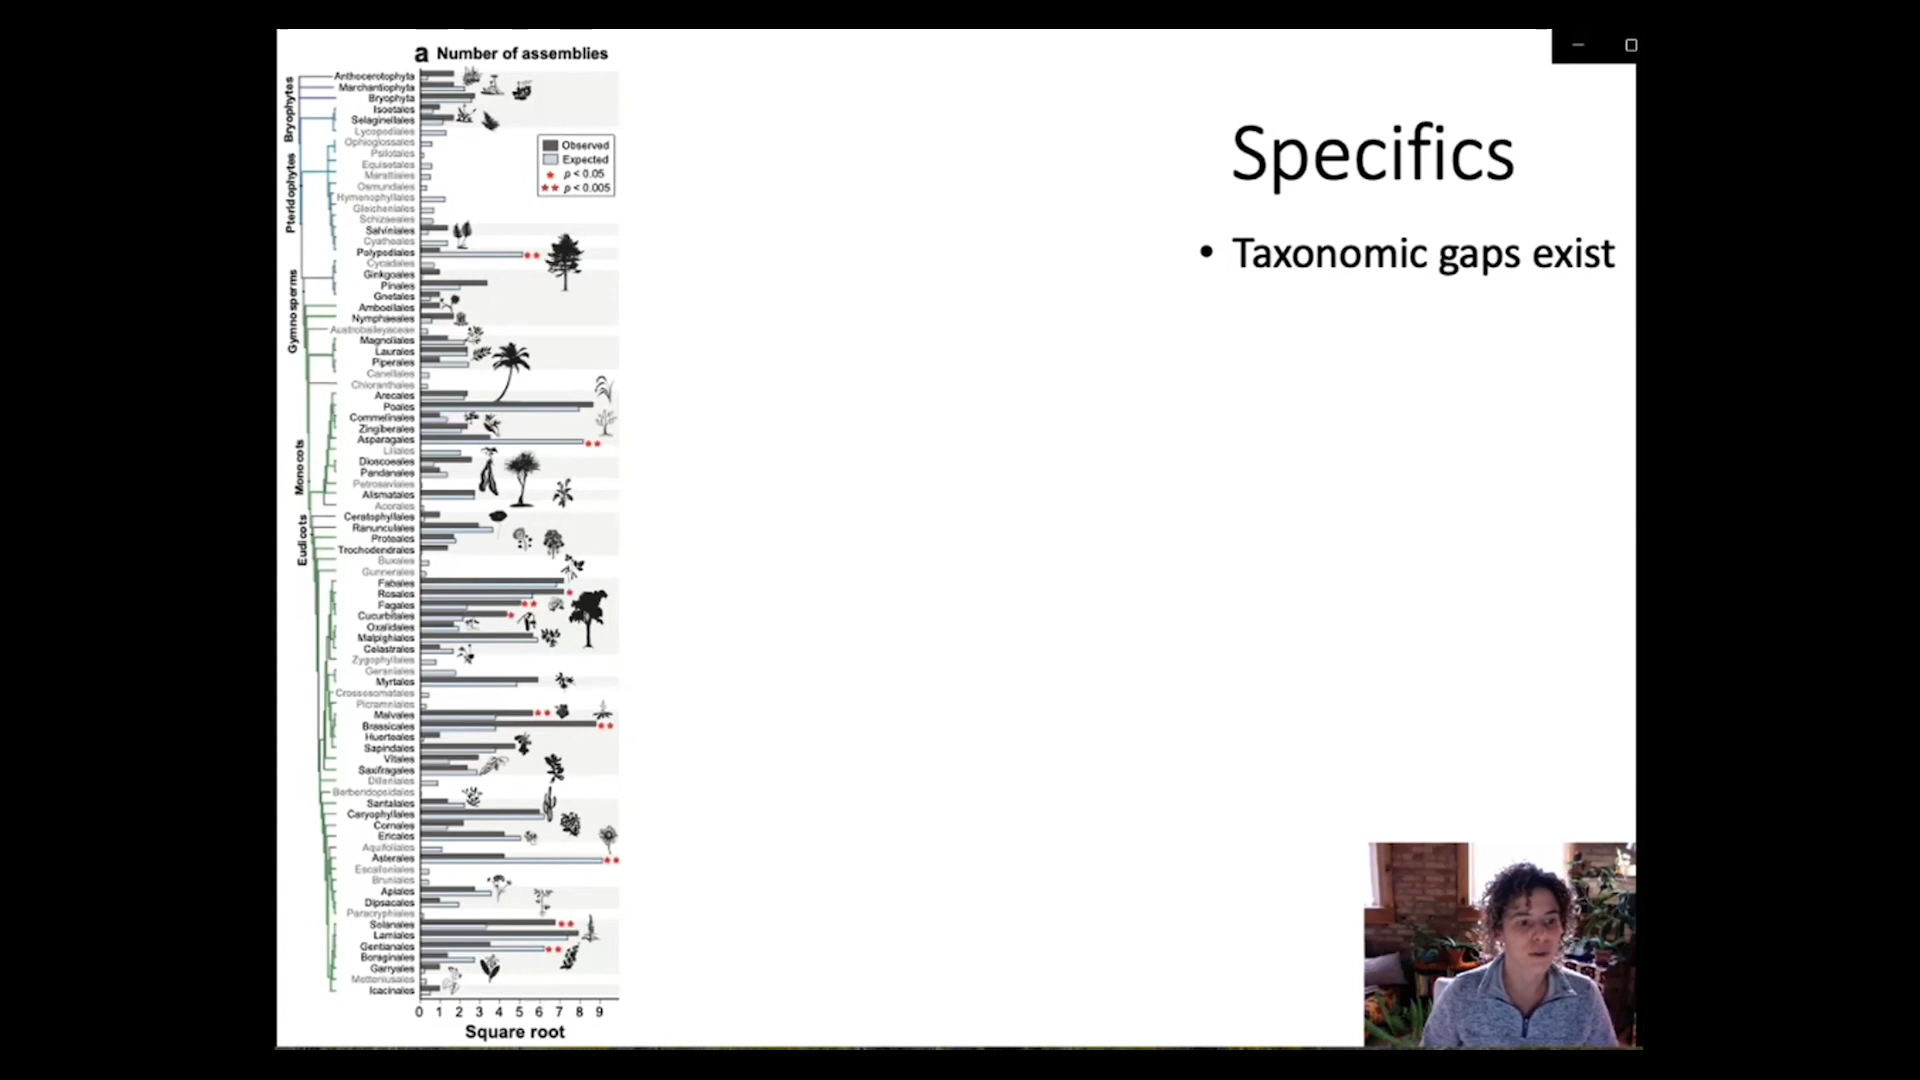 a Number of assemblies
Bryophytes
Pteridophytes
Gymnosperms
Monocots
Eudicots
Anthocerotophyta
Marchantiophyta
Bryophyta
Isoetales
Selaginellales
Lycopodiales
Ophioglossales
Psilotales
Equisetales
Marattiales
Osmundales
Hymenophyllales
Gleicheniales
Schizaeales
Salviniales
Cyatheales
Polypodiales
Cycadales
Ginkgoales
Pinales
Gnetales
Amborellales
Nymphaeales
Austrobaileyaceae
Magnoliales
Laurales
Piperales
Canellales
Chloranthales
Arecales
Poales
Commelinales
Zingiberales
Asparagales
Liliales
Dioscoreales
Pandanales
Petrosaviales
Alismatales
Acorales
Ceratophyllales
Ranunculales
Proteales
Trochodendrales
Buxales
Gunnerales
Fabales
Rosales
Fagales
Cucurbitales
Oxalidales
Malpighiales
Celastrales
Zygophyllales
Geraniales
Myrtales
Crossosomatales
Picramniales
Malvales
Brassicales
Huerteales
Sapindales
Vitales
Saxifragales
Dilleniales
Berberidopsidales
Santalales
Caryophyllales
Cornales
Ericales
Aquifoliales
Asterales
Escalloniales
Bruniales
Apiales
Dipsacales
Paracryphiales
Solanales
Lamiales
Gentianales
Boraginales
Garryales
Metteniusales
Icacinales
Observed
Expected
p < 0.05
p < 0.005
0 1 2 3 4 5 6 7 8 9
Square root
Specifics
• Taxonomic gaps exist